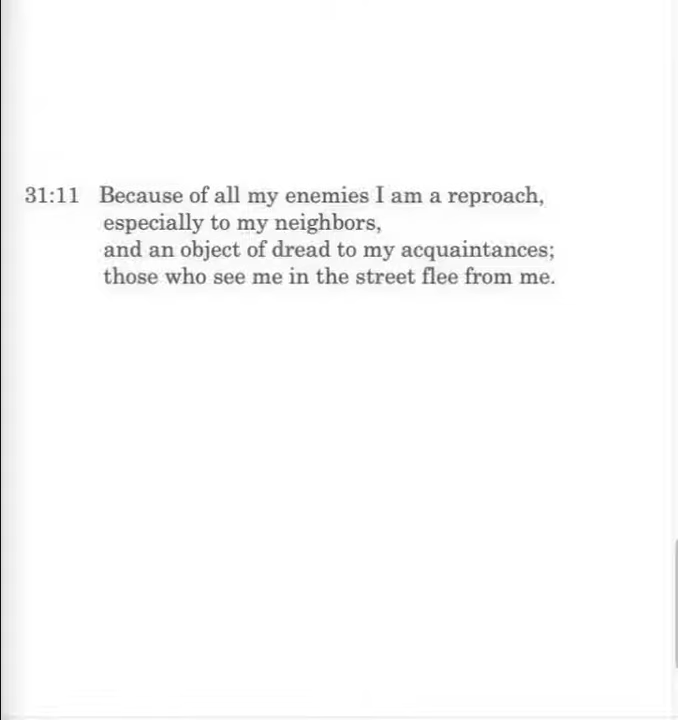 31:11 Because of all my enemies I am a reproach,
especially to my neighbors,
and an object of dread to my acquaintances;
those who see me in the street flee from me.